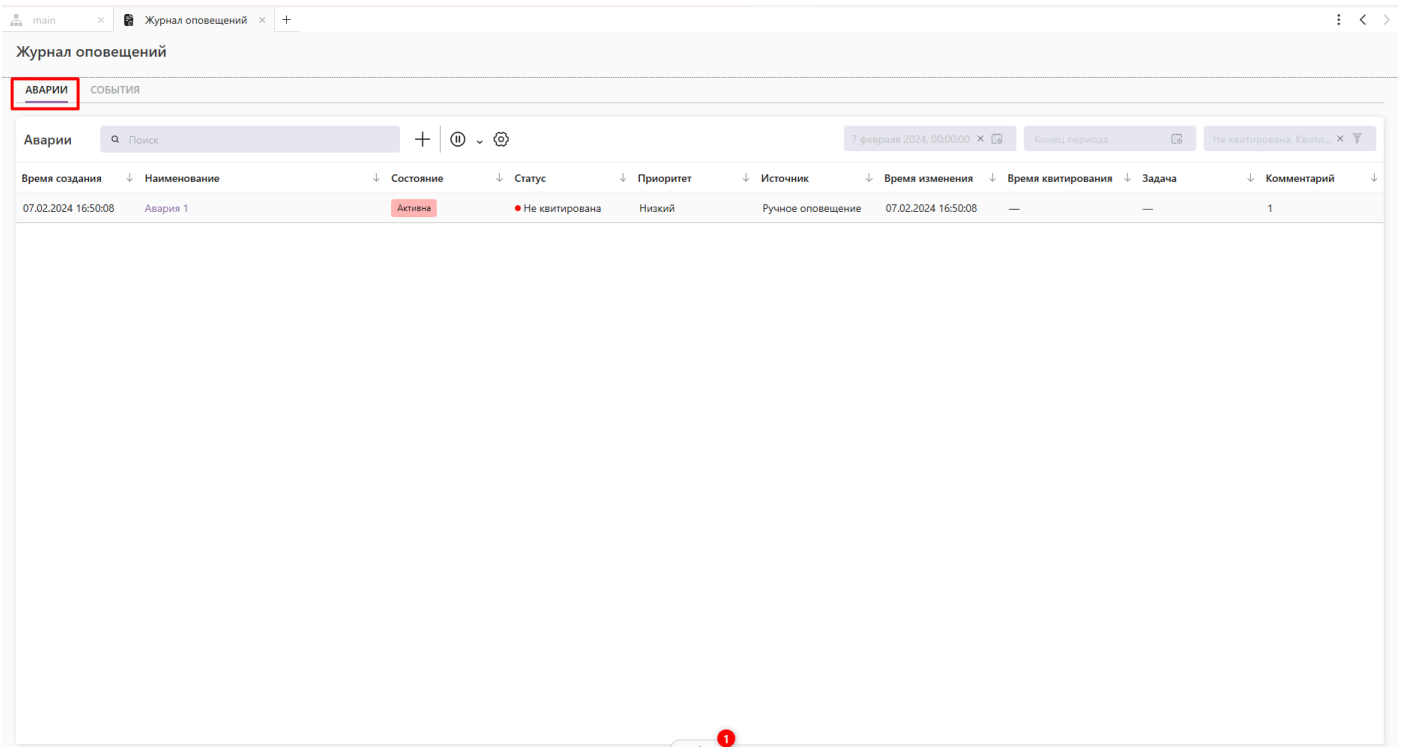 main Журнал оповещений
Журнал оповещений
АВАРИИ СОБЫТИЯ
Аварии Поиск 7 февраля 2024, 00:00:00 Конец периода Не квитирована, Квити...
Время создания Наименование Состояние Статус Приоритет Источник Время изменения Время квитирования Задача Комментарий
07.02.2024 16:50:08 Авария 1 Активна Не квитирована Низкий Ручное оповещение 07.02.2024 16:50:08 — — 1
1